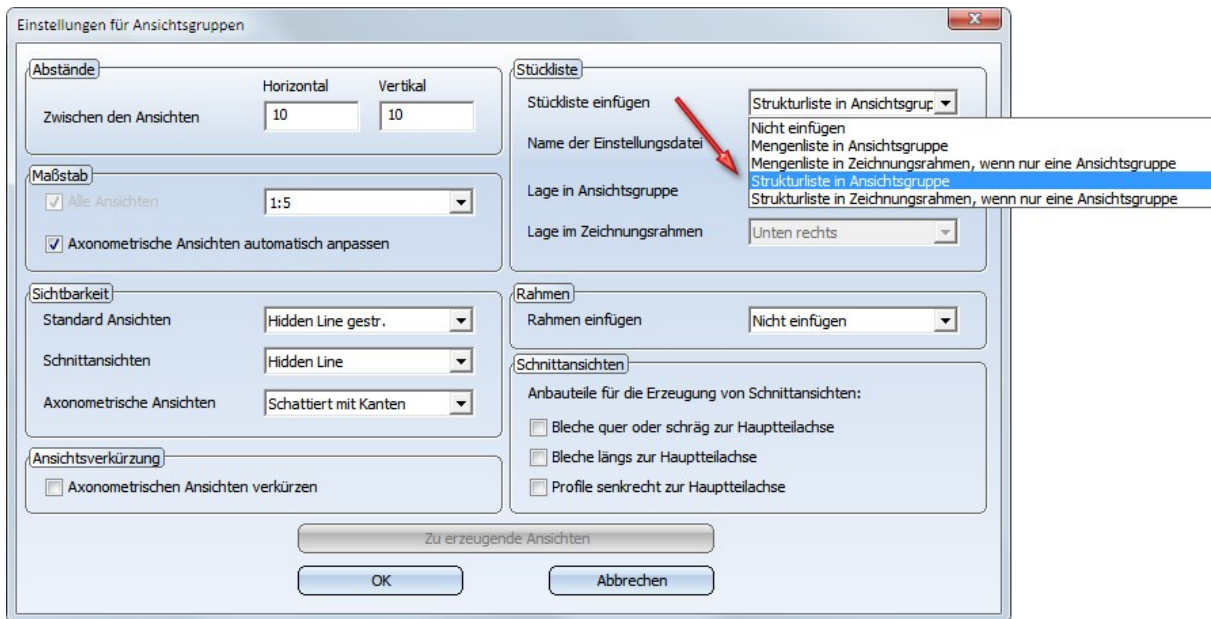 Einstellungen für Ansichtsgruppen
Abstände
Horizontal Vertikal
Zwischen den Ansichten 10 10
Maßstab
Alle Ansichten 1:5
Axonometrische Ansichten automatisch anpassen
Sichtbarkeit
Standard Ansichten Hidden Line gestr.
Schnittansichten Hidden Line
Axonometrische Ansichten Schattiert mit Kanten
Ansichtsverkürzung
Axonometrischen Ansichten verkürzen
Stückliste
Stückliste einfügen Strukturliste in Ansichtsgrup
Name der Einstellungsdatei
Nicht einfügen
Mengenliste in Ansichtsgruppe
Mengenliste in Zeichnungsrahmen, wenn nur eine Ansichtsgruppe
Strukturliste in Ansichtsgruppe
Strukturliste in Zeichnungsrahmen, wenn nur eine Ansichtsgruppe
Lage in Ansichtsgruppe
Lage im Zeichnungsrahmen Unten rechts
Rahmen
Rahmen einfügen Nicht einfügen
Schnittansichten
Anbauteile für die Erzeugung von Schnittansichten:
Bleche quer oder schräg zur Hauptteilachse
Bleche längs zur Hauptteilachse
Profile senkrecht zur Hauptteilachse
Zu erzeugende Ansichten
OK Abbrechen